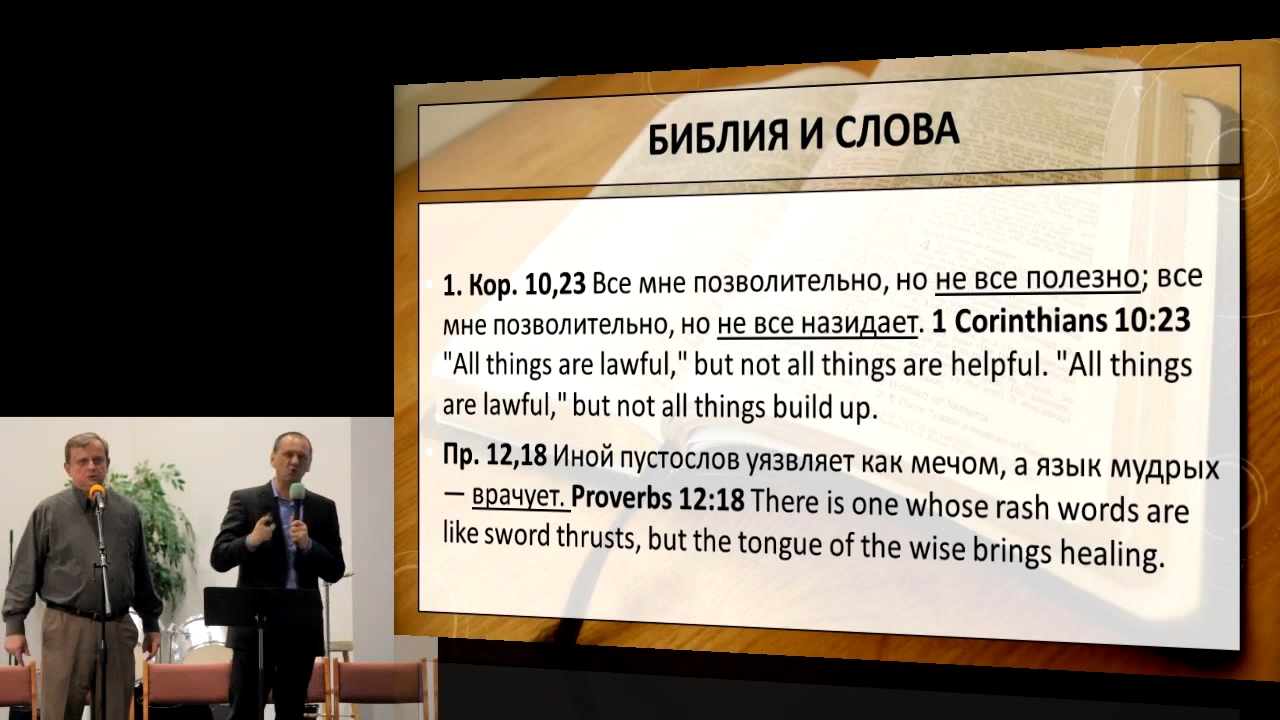 БИБЛИЯ И СЛОВА
1. Кор. 10,23 Все мне позволительно, но не все полезно; все
мне позволительно, но не все назидает. 1 Corinthians 10:23
"All things are lawful," but not all things are helpful. "All things
are lawful," but not all things build up.
Пр. 12,18 Иной пустослов уязвляет как мечом, а язык мудрых
— врачует. Proverbs 12:18 There is one whose rash words are
like sword thrusts, but the tongue of the wise brings healing.